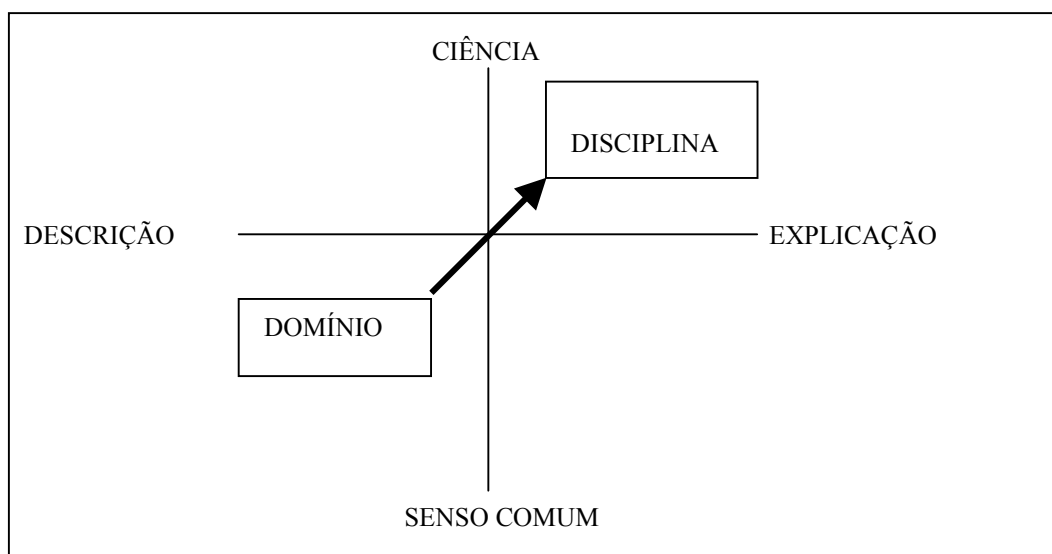 CIÊNCIA
DISCIPLINA
DESCRIÇÃO
EXPLICAÇÃO
DOMÍNIO
SENSO COMUM